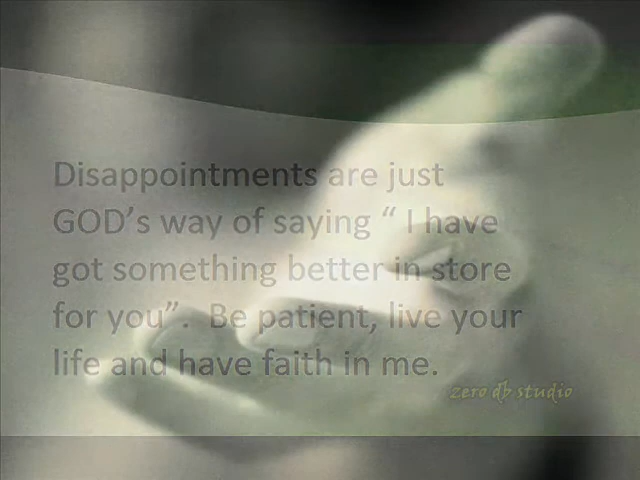 Disappointments are just
GOD’s way of saying “ I have
got something better in store
for you”.  Be patient, live your
life and have faith in me.
zero db studio